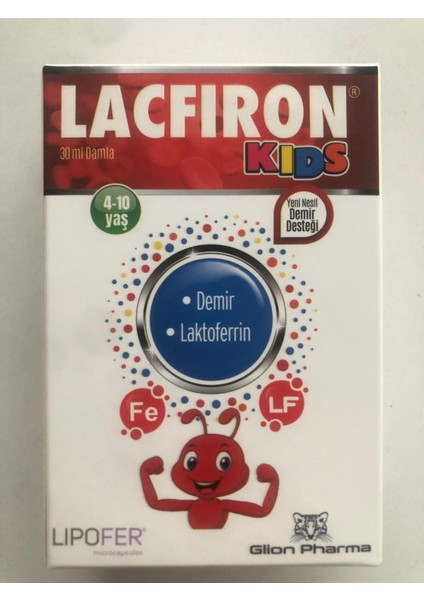 LACFIRON®
KIDS
30 ml Damla
4-10
yaş
Yeni Nesil
Demir
Desteği
• Demir
• Laktoferrin
Fe
LF
LIPOFER®
microcapsules
Glion Pharma